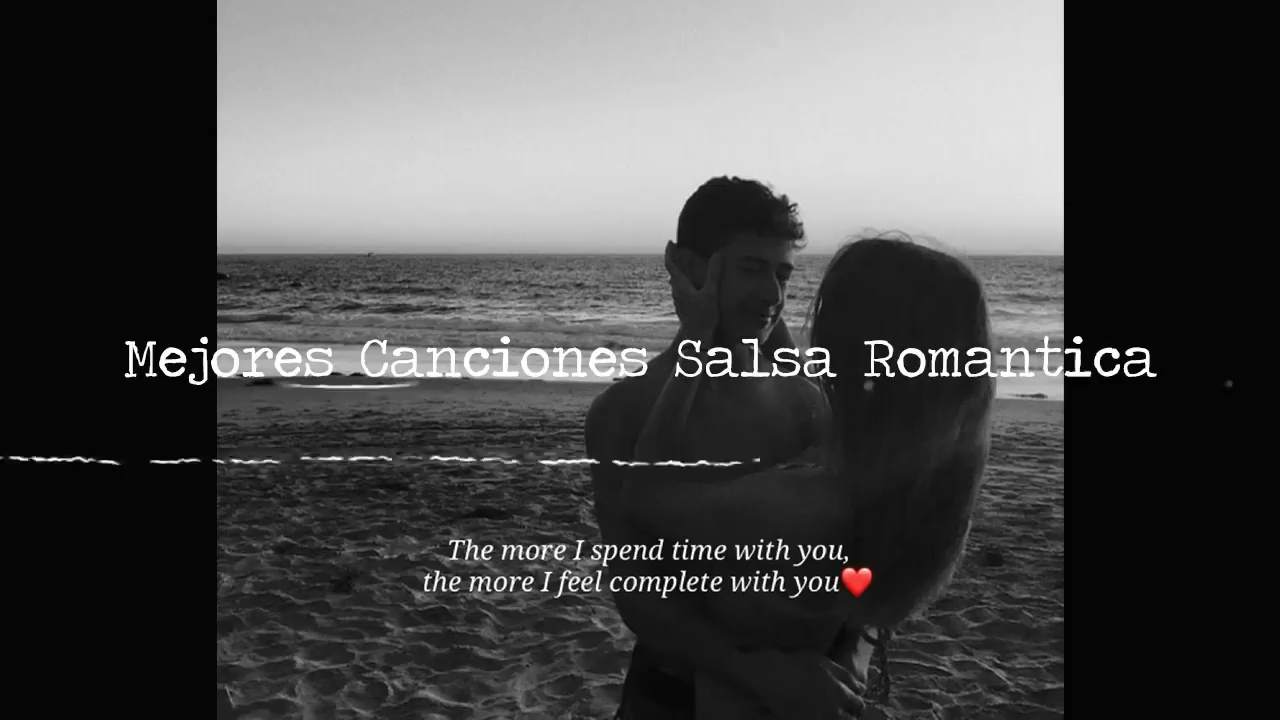 Mejores Canciones Salsa Romantica
The more I spend time with you,
the more I feel complete with you❤️